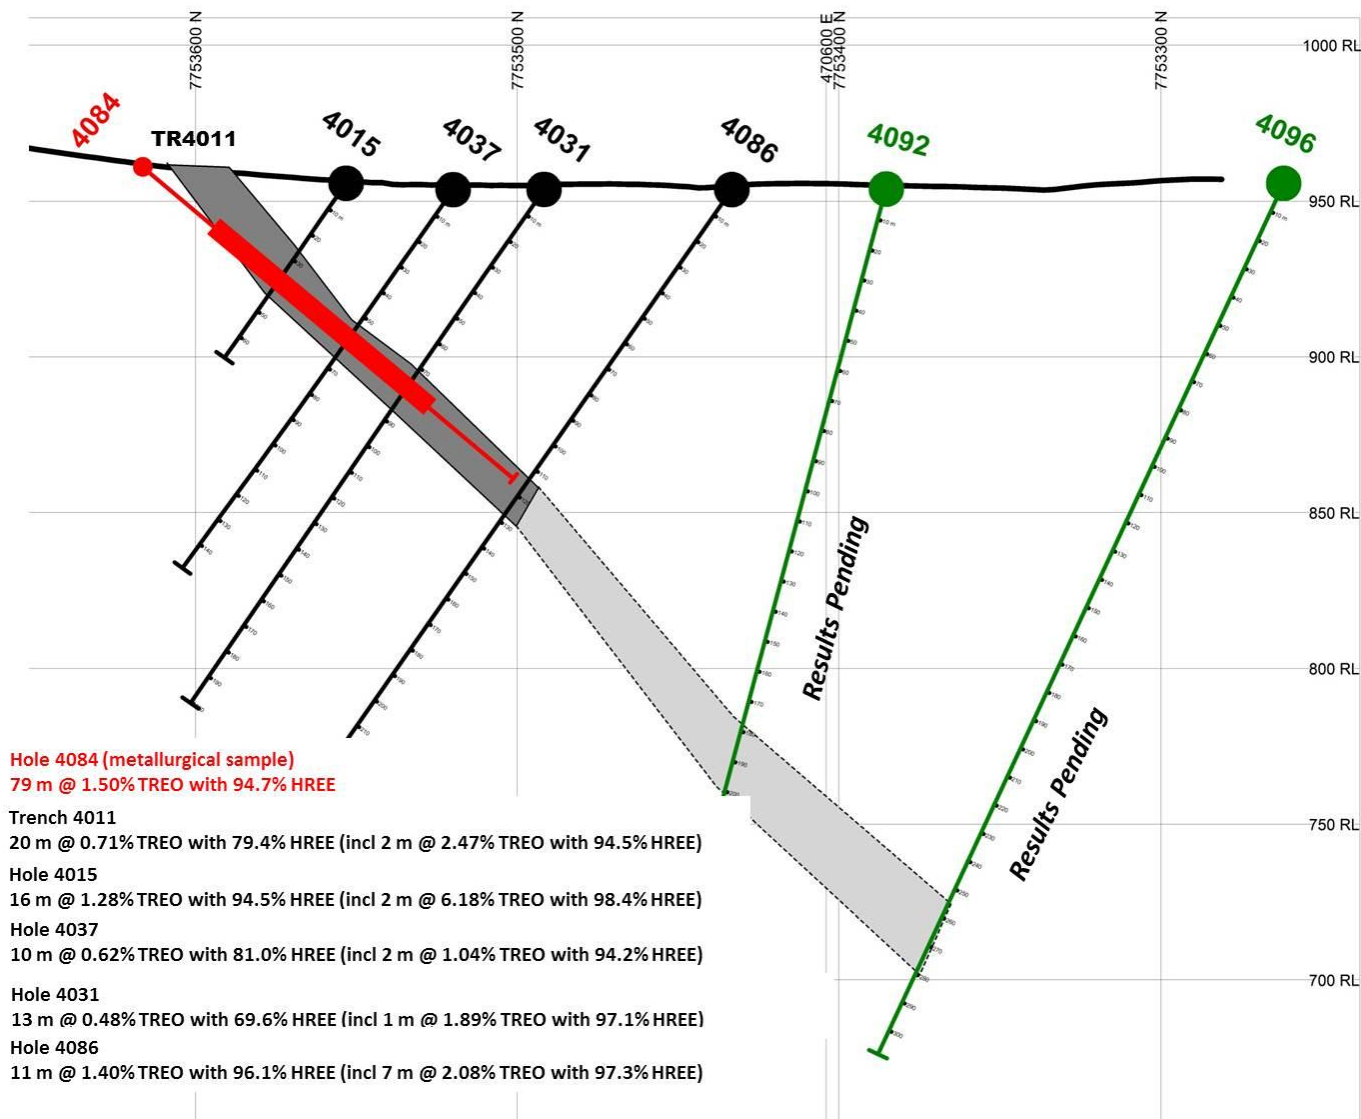 7753600 N
7753500 N
470600 E
7753400 N
7753300 N
1000 RL
4084
TR4011
4015
4037
4031
4086
4092
4096
950 RL
900 RL
850 RL
800 RL
750 RL
700 RL
Results Pending
Results Pending
Hole 4084 (metallurgical sample)
79 m @ 1.50% TREO with 94.7% HREE
Trench 4011
20 m @ 0.71% TREO with 79.4% HREE (incl 2 m @ 2.47% TREO with 94.5% HREE)
Hole 4015
16 m @ 1.28% TREO with 94.5% HREE (incl 2 m @ 6.18% TREO with 98.4% HREE)
Hole 4037
10 m @ 0.62% TREO with 81.0% HREE (incl 2 m @ 1.04% TREO with 94.2% HREE)
Hole 4031
13 m @ 0.48% TREO with 69.6% HREE (incl 1 m @ 1.89% TREO with 97.1% HREE)
Hole 4086
11 m @ 1.40% TREO with 96.1% HREE (incl 7 m @ 2.08% TREO with 97.3% HREE)